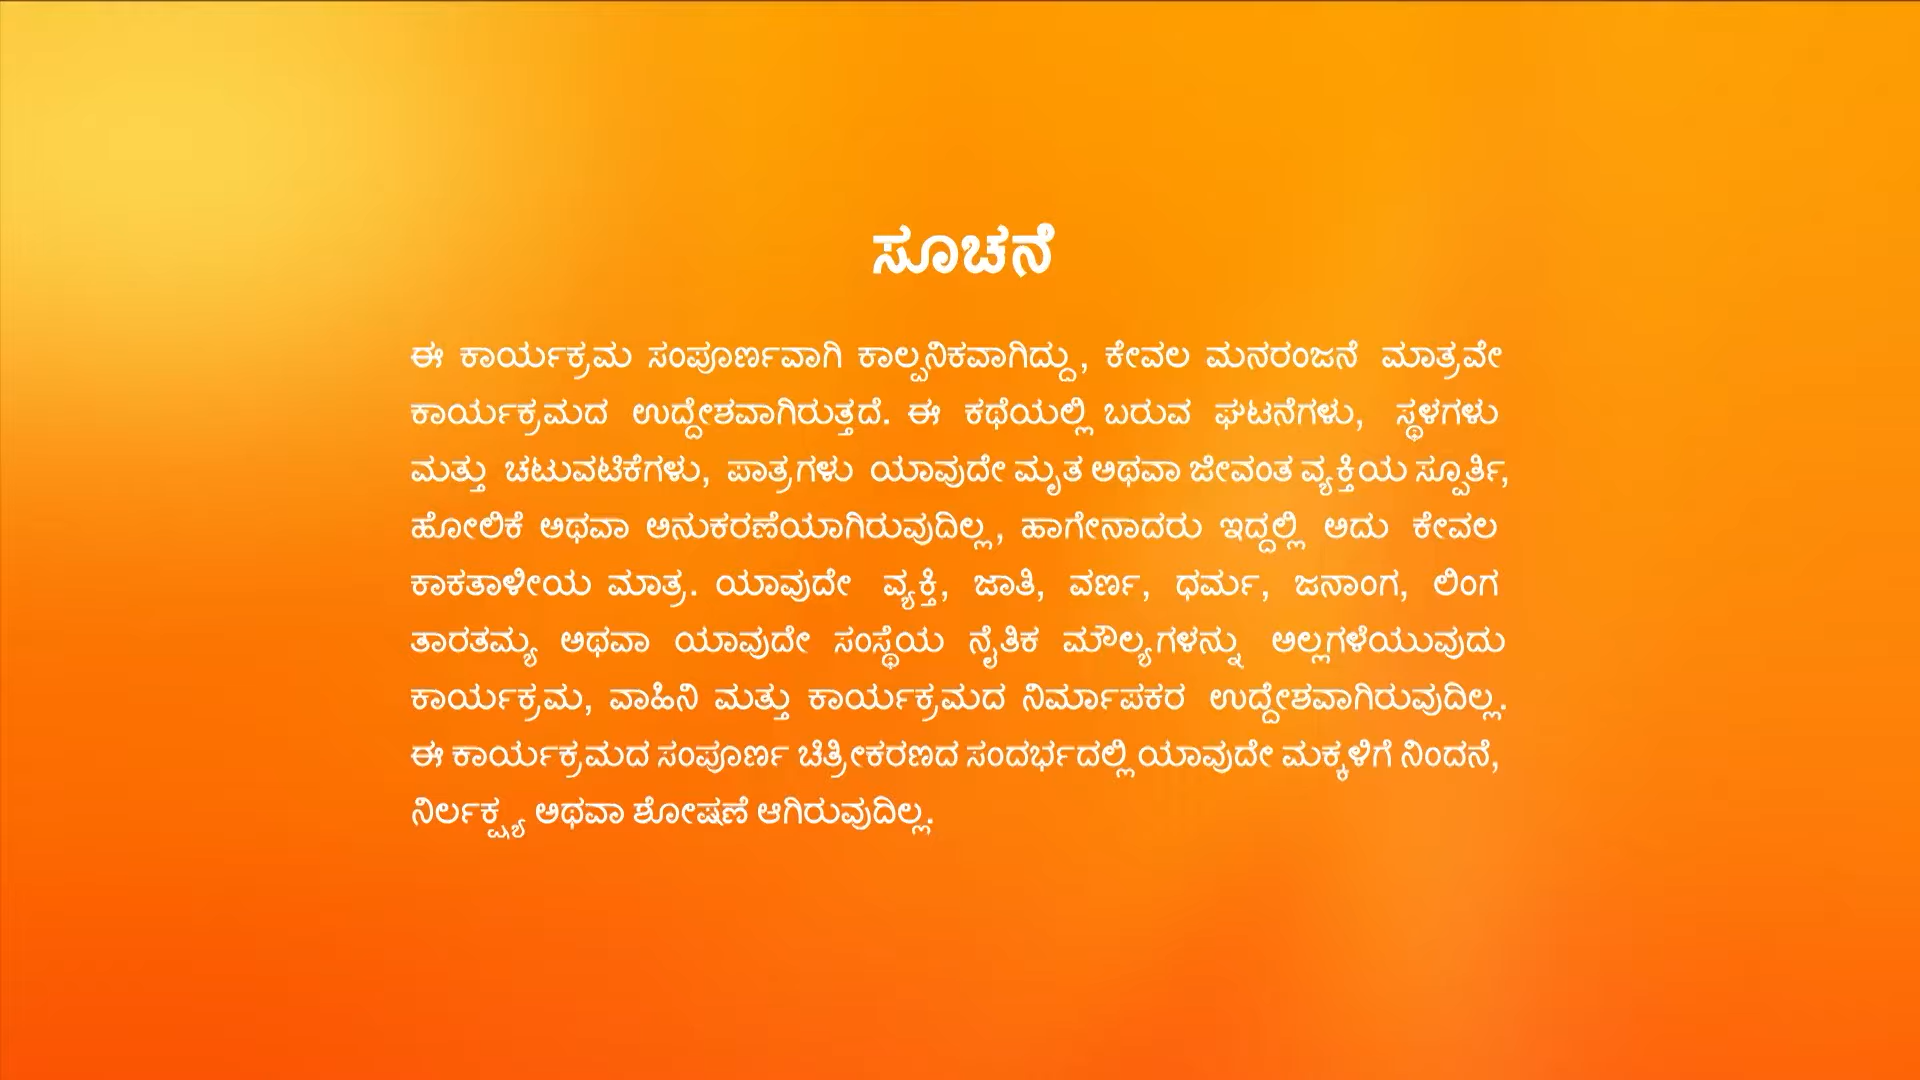 ಸೂಚನೆ
ಈ ಕಾರ್ಯಕ್ರಮ ಸಂಪೂರ್ಣವಾಗಿ ಕಾಲ್ಪನಿಕವಾಗಿದ್ದು, ಕೇವಲ ಮನರಂಜನೆ ಮಾತ್ರವೇ
ಕಾರ್ಯಕ್ರಮದ ಉದ್ದೇಶವಾಗಿರುತ್ತದೆ. ಈ ಕಥೆಯಲ್ಲಿ ಬರುವ ಘಟನೆಗಳು, ಸ್ಥಳಗಳು
ಮತ್ತು ಚಟುವಟಿಕೆಗಳು, ಪಾತ್ರಗಳು ಯಾವುದೇ ಮೃತ ಅಥವಾ ಜೀವಂತ ವ್ಯಕ್ತಿಯ ಸ್ಪೂರ್ತಿ,
ಹೋಲಿಕೆ ಅಥವಾ ಅನುಕರಣೆಯಾಗಿರುವುದಿಲ್ಲ, ಹಾಗೇನಾದರು ಇದ್ದಲ್ಲಿ ಅದು ಕೇವಲ
ಕಾಕತಾಳೀಯ ಮಾತ್ರ. ಯಾವುದೇ ವ್ಯಕ್ತಿ, ಜಾತಿ, ವರ್ಣ, ಧರ್ಮ, ಜನಾಂಗ, ಲಿಂಗ
ತಾರತಮ್ಯ ಅಥವಾ ಯಾವುದೇ ಸಂಸ್ಥೆಯ ನೈತಿಕ ಮೌಲ್ಯಗಳನ್ನು ಅಲ್ಲಗಳೆಯುವುದು
ಕಾರ್ಯಕ್ರಮ, ವಾಹಿನಿ ಮತ್ತು ಕಾರ್ಯಕ್ರಮದ ನಿರ್ಮಾಪಕರ ಉದ್ದೇಶವಾಗಿರುವುದಿಲ್ಲ.
ಈ ಕಾರ್ಯಕ್ರಮದ ಸಂಪೂರ್ಣ ಚಿತ್ರೀಕರಣದ ಸಂದರ್ಭದಲ್ಲಿ ಯಾವುದೇ ಮಕ್ಕಳಿಗೆ ನಿಂದನೆ,
ನಿರ್ಲಕ್ಷ್ಯ ಅಥವಾ ಶೋಷಣೆ ಆಗಿರುವುದಿಲ್ಲ.